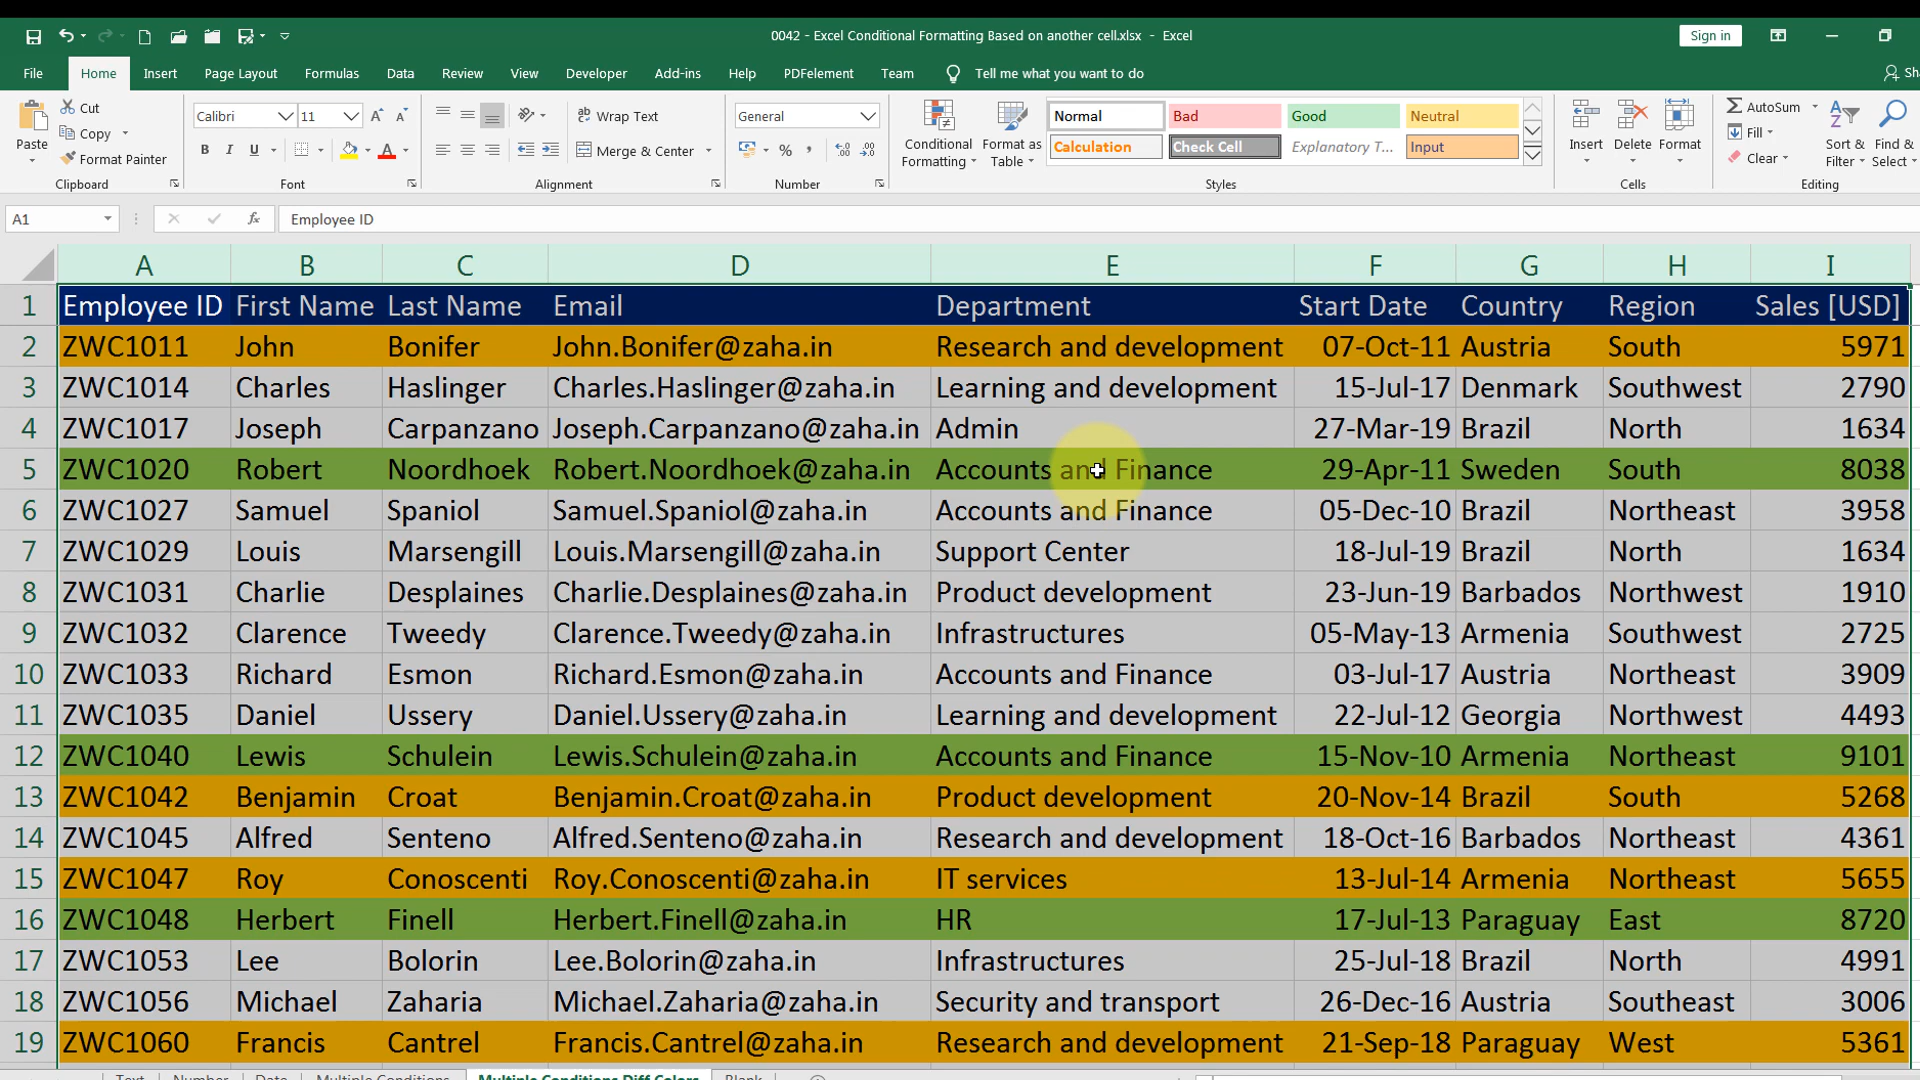 0042 - Excel Conditional Formatting Based on another cell.xlsx - Excel
Sign in
File Home Insert Page Layout Formulas Data Review View Developer Add-ins Help PDFelement Team Tell me what you want to do
Paste
Cut
Copy
Format Painter
Clipboard
Calibri 11
B I U
Font
Wrap Text
Merge & Center
Alignment
General
%
Number
Conditional Formatting
Format as Table
Normal Bad Good Neutral
Calculation Check Cell Explanatory T... Input
Styles
Insert Delete Format
Cells
AutoSum
Fill
Clear
Sort & Filter
Find & Select
Editing
A1 fx Employee ID
A B C D E F G H I
1 Employee ID First Name Last Name Email Department Start Date Country Region Sales [USD]
2 ZWC1011 John Bonifer John.Bonifer@zaha.in Research and development 07-Oct-11 Austria South 5971
3 ZWC1014 Charles Haslinger Charles.Haslinger@zaha.in Learning and development 15-Jul-17 Denmark Southwest 2790
4 ZWC1017 Joseph Carpanzano Joseph.Carpanzano@zaha.in Admin 27-Mar-19 Brazil North 1634
5 ZWC1020 Robert Noordhoek Robert.Noordhoek@zaha.in Accounts and Finance 29-Apr-11 Sweden South 8038
6 ZWC1027 Samuel Spaniol Samuel.Spaniol@zaha.in Accounts and Finance 05-Dec-10 Brazil Northeast 3958
7 ZWC1029 Louis Marsengill Louis.Marsengill@zaha.in Support Center 18-Jul-19 Brazil North 1634
8 ZWC1031 Charlie Desplaines Charlie.Desplaines@zaha.in Product development 23-Jun-19 Barbados Northwest 1910
9 ZWC1032 Clarence Tweedy Clarence.Tweedy@zaha.in Infrastructures 05-May-13 Armenia Southwest 2725
10 ZWC1033 Richard Esmon Richard.Esmon@zaha.in Accounts and Finance 03-Jul-17 Austria Northeast 3909
11 ZWC1035 Daniel Ussery Daniel.Ussery@zaha.in Learning and development 22-Jul-12 Georgia Northwest 4493
12 ZWC1040 Lewis Schulein Lewis.Schulein@zaha.in Accounts and Finance 15-Nov-10 Armenia Northeast 9101
13 ZWC1042 Benjamin Croat Benjamin.Croat@zaha.in Product development 20-Nov-14 Brazil South 5268
14 ZWC1045 Alfred Senteno Alfred.Senteno@zaha.in Research and development 18-Oct-16 Barbados Northeast 4361
15 ZWC1047 Roy Conoscenti Roy.Conoscenti@zaha.in IT services 13-Jul-14 Armenia Northeast 5655
16 ZWC1048 Herbert Finell Herbert.Finell@zaha.in HR 17-Jul-13 Paraguay East 8720
17 ZWC1053 Lee Bolorin Lee.Bolorin@zaha.in Infrastructures 25-Jul-18 Brazil North 4991
18 ZWC1056 Michael Zaharia Michael.Zaharia@zaha.in Security and transport 26-Dec-16 Austria Southeast 3006
19 ZWC1060 Francis Cantrel Francis.Cantrel@zaha.in Research and development 21-Sep-18 Paraguay West 5361
Text Number Date Multiple Conditions Multiple Conditions Diff Colors Blank